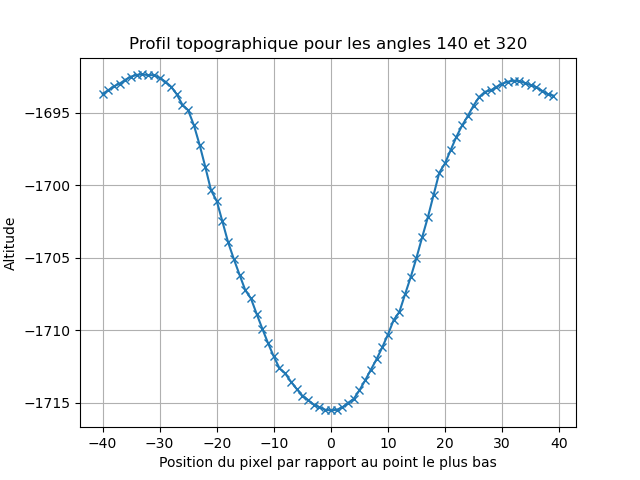 Profil topographique pour les angles 140 et 320
Altitude
−1695
−1700
−1705
−1710
−1715
−40 −30 −20 −10 0 10 20 30 40
Position du pixel par rapport au point le plus bas